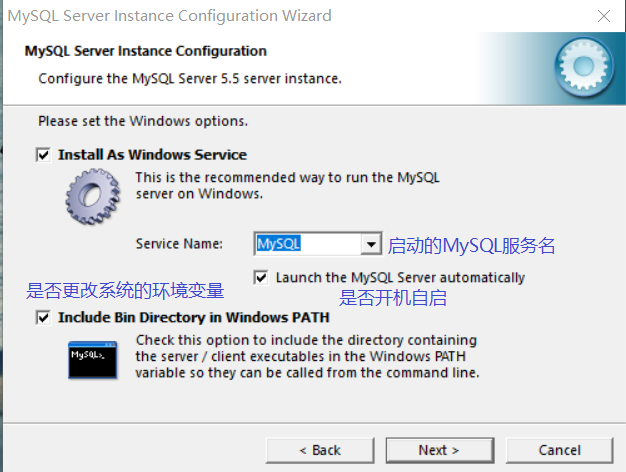 MySQL Server Instance Configuration Wizard
MySQL Server Instance Configuration
Configure the MySQL Server 5.5 server instance.
Please set the Windows options.
Install As Windows Service
This is the recommended way to run the MySQL
server on Windows.
Service Name: MySQL 启动的MySQL服务名
Launch the MySQL Server automatically
是否更改系统的环境变量 是否开机自启
Include Bin Directory in Windows PATH
Check this option to include the directory containing
the server / client executables in the Windows PATH
variable so they can be called from the command line.
MySQL>_
< Back Next > Cancel